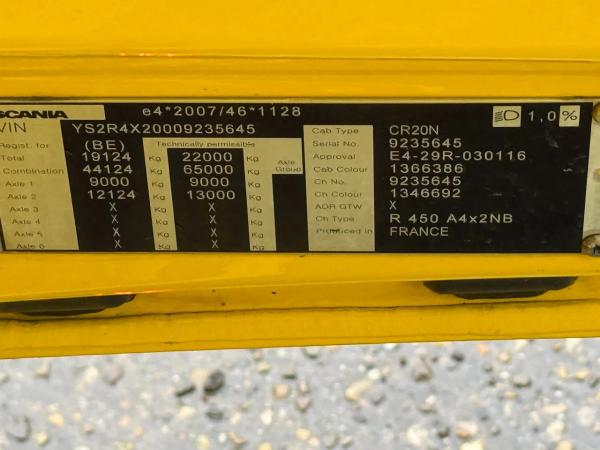 SCANIA e4*2007/46*1128 1,0%
VIN YS2R4X20009235645 Cab Type CR20N
Regist. for (BE) Technically permissible Serial No. 9235645
Total 19124 Kg 22000 Kg Axle Group Approval E4-29R-030116
Combination 44124 Kg 65000 Kg Cab Colour 1366386
Axle 1 9000 Kg 9000 Kg Ch No. 9235645
Axle 2 12124 Kg 13000 Kg Ch Colour 1346692
Axle 3 X Kg X Kg ADR GTW X
Axle 4 X Kg X Kg Ch Type R 450 A4x2NB
Axle 5 X Kg X Kg Produced in FRANCE
Axle 6 X Kg X Kg